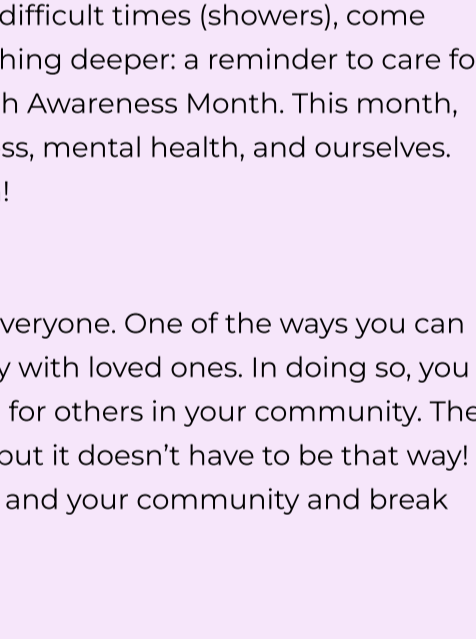 difficult times (showers), come
hing deeper: a reminder to care fo
h Awareness Month. This month,
ss, mental health, and ourselves.
!
veryone. One of the ways you can
y with loved ones. In doing so, you
for others in your community. The
out it doesn't have to be that way!
and your community and break